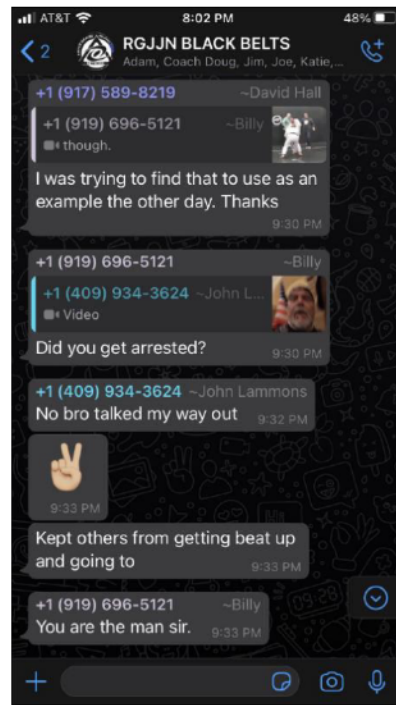 AT&T 8:02 PM 48%
2 RGJJN BLACK BELTS
Adam, Coach Doug, Jim, Joe, Katie,...
+1 (917) 589-8219 ~David Hall
+1 (919) 696-5121 ~Billy
though.
I was trying to find that to use as an
example the other day. Thanks
9:30 PM
+1 (919) 696-5121 ~Billy
+1 (409) 934-3624 ~John L...
Video
Did you get arrested?
9:30 PM
+1 (409) 934-3624 ~John Lammons
No bro talked my way out 9:32 PM
9:33 PM
Kept others from getting beat up
and going to
9:33 PM
+1 (919) 696-5121 ~Billy
You are the man sir. 9:33 PM